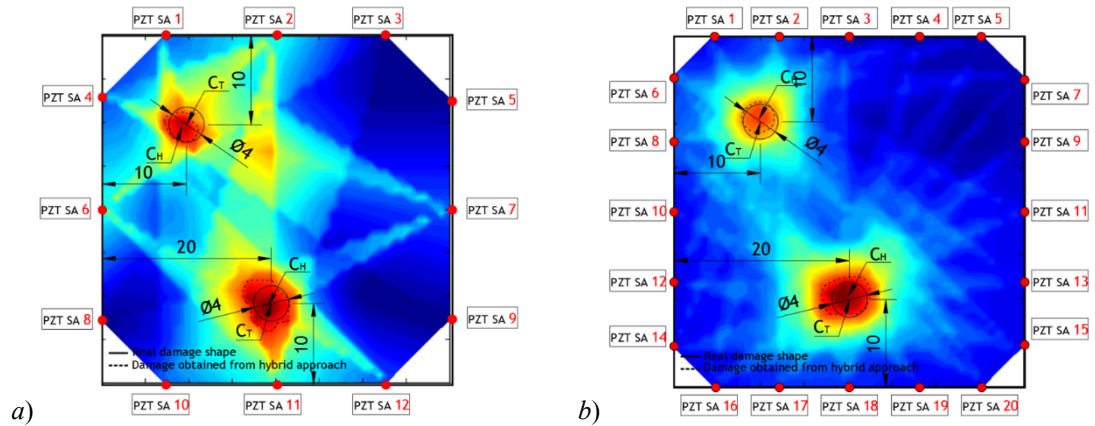 PZT SA 1
PZT SA 2
PZT SA 3
PZT SA 4
PZT SA 5
C_T
10
Ø4
C_H
10
PZT SA 6
PZT SA 7
20
C_H
Ø4
C_T
10
PZT SA 8
PZT SA 9
Real damage shape
Damage obtained from hybrid approach
a)
PZT SA 10
PZT SA 11
PZT SA 12
PZT SA 1
PZT SA 2
PZT SA 3
PZT SA 4
PZT SA 5
PZT SA 6
PZT SA 7
C_H
10
PZT SA 8
PZT SA 9
C_T
Ø4
10
PZT SA 10
PZT SA 11
20
C_H
PZT SA 12
PZT SA 13
Ø4
C_T
10
PZT SA 14
PZT SA 15
Real damage shape
Damage obtained from hybrid approach
b)
PZT SA 16
PZT SA 17
PZT SA 18
PZT SA 19
PZT SA 20